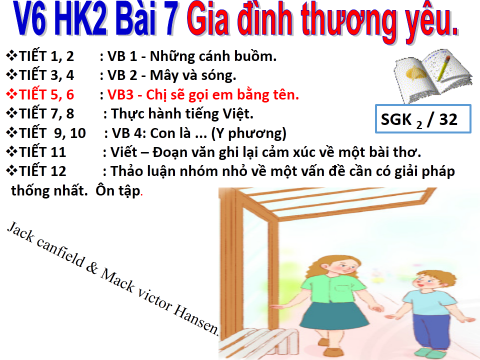 V6 HK2 Bài 7 Gia đình thương yêu.
❖TIẾT 1, 2 : VB 1 - Những cánh buồm.
❖TIẾT 3, 4 : VB 2 - Mây và sóng.
❖TIẾT 5, 6 : VB3 - Chị sẽ gọi em bằng tên.
❖TIẾT 7, 8 : Thực hành tiếng Việt.
❖TIẾT 9, 10 : VB 4: Con là ... (Y phương)
❖TIẾT 11 : Viết – Đoạn văn ghi lại cảm xúc về một bài thơ.
❖TIẾT 12 : Thảo luận nhóm nhỏ về một vấn đề cần có giải pháp
thống nhất. Ôn tập.
SGK 2 / 32
Jack canfield & Mack victor Hansen.